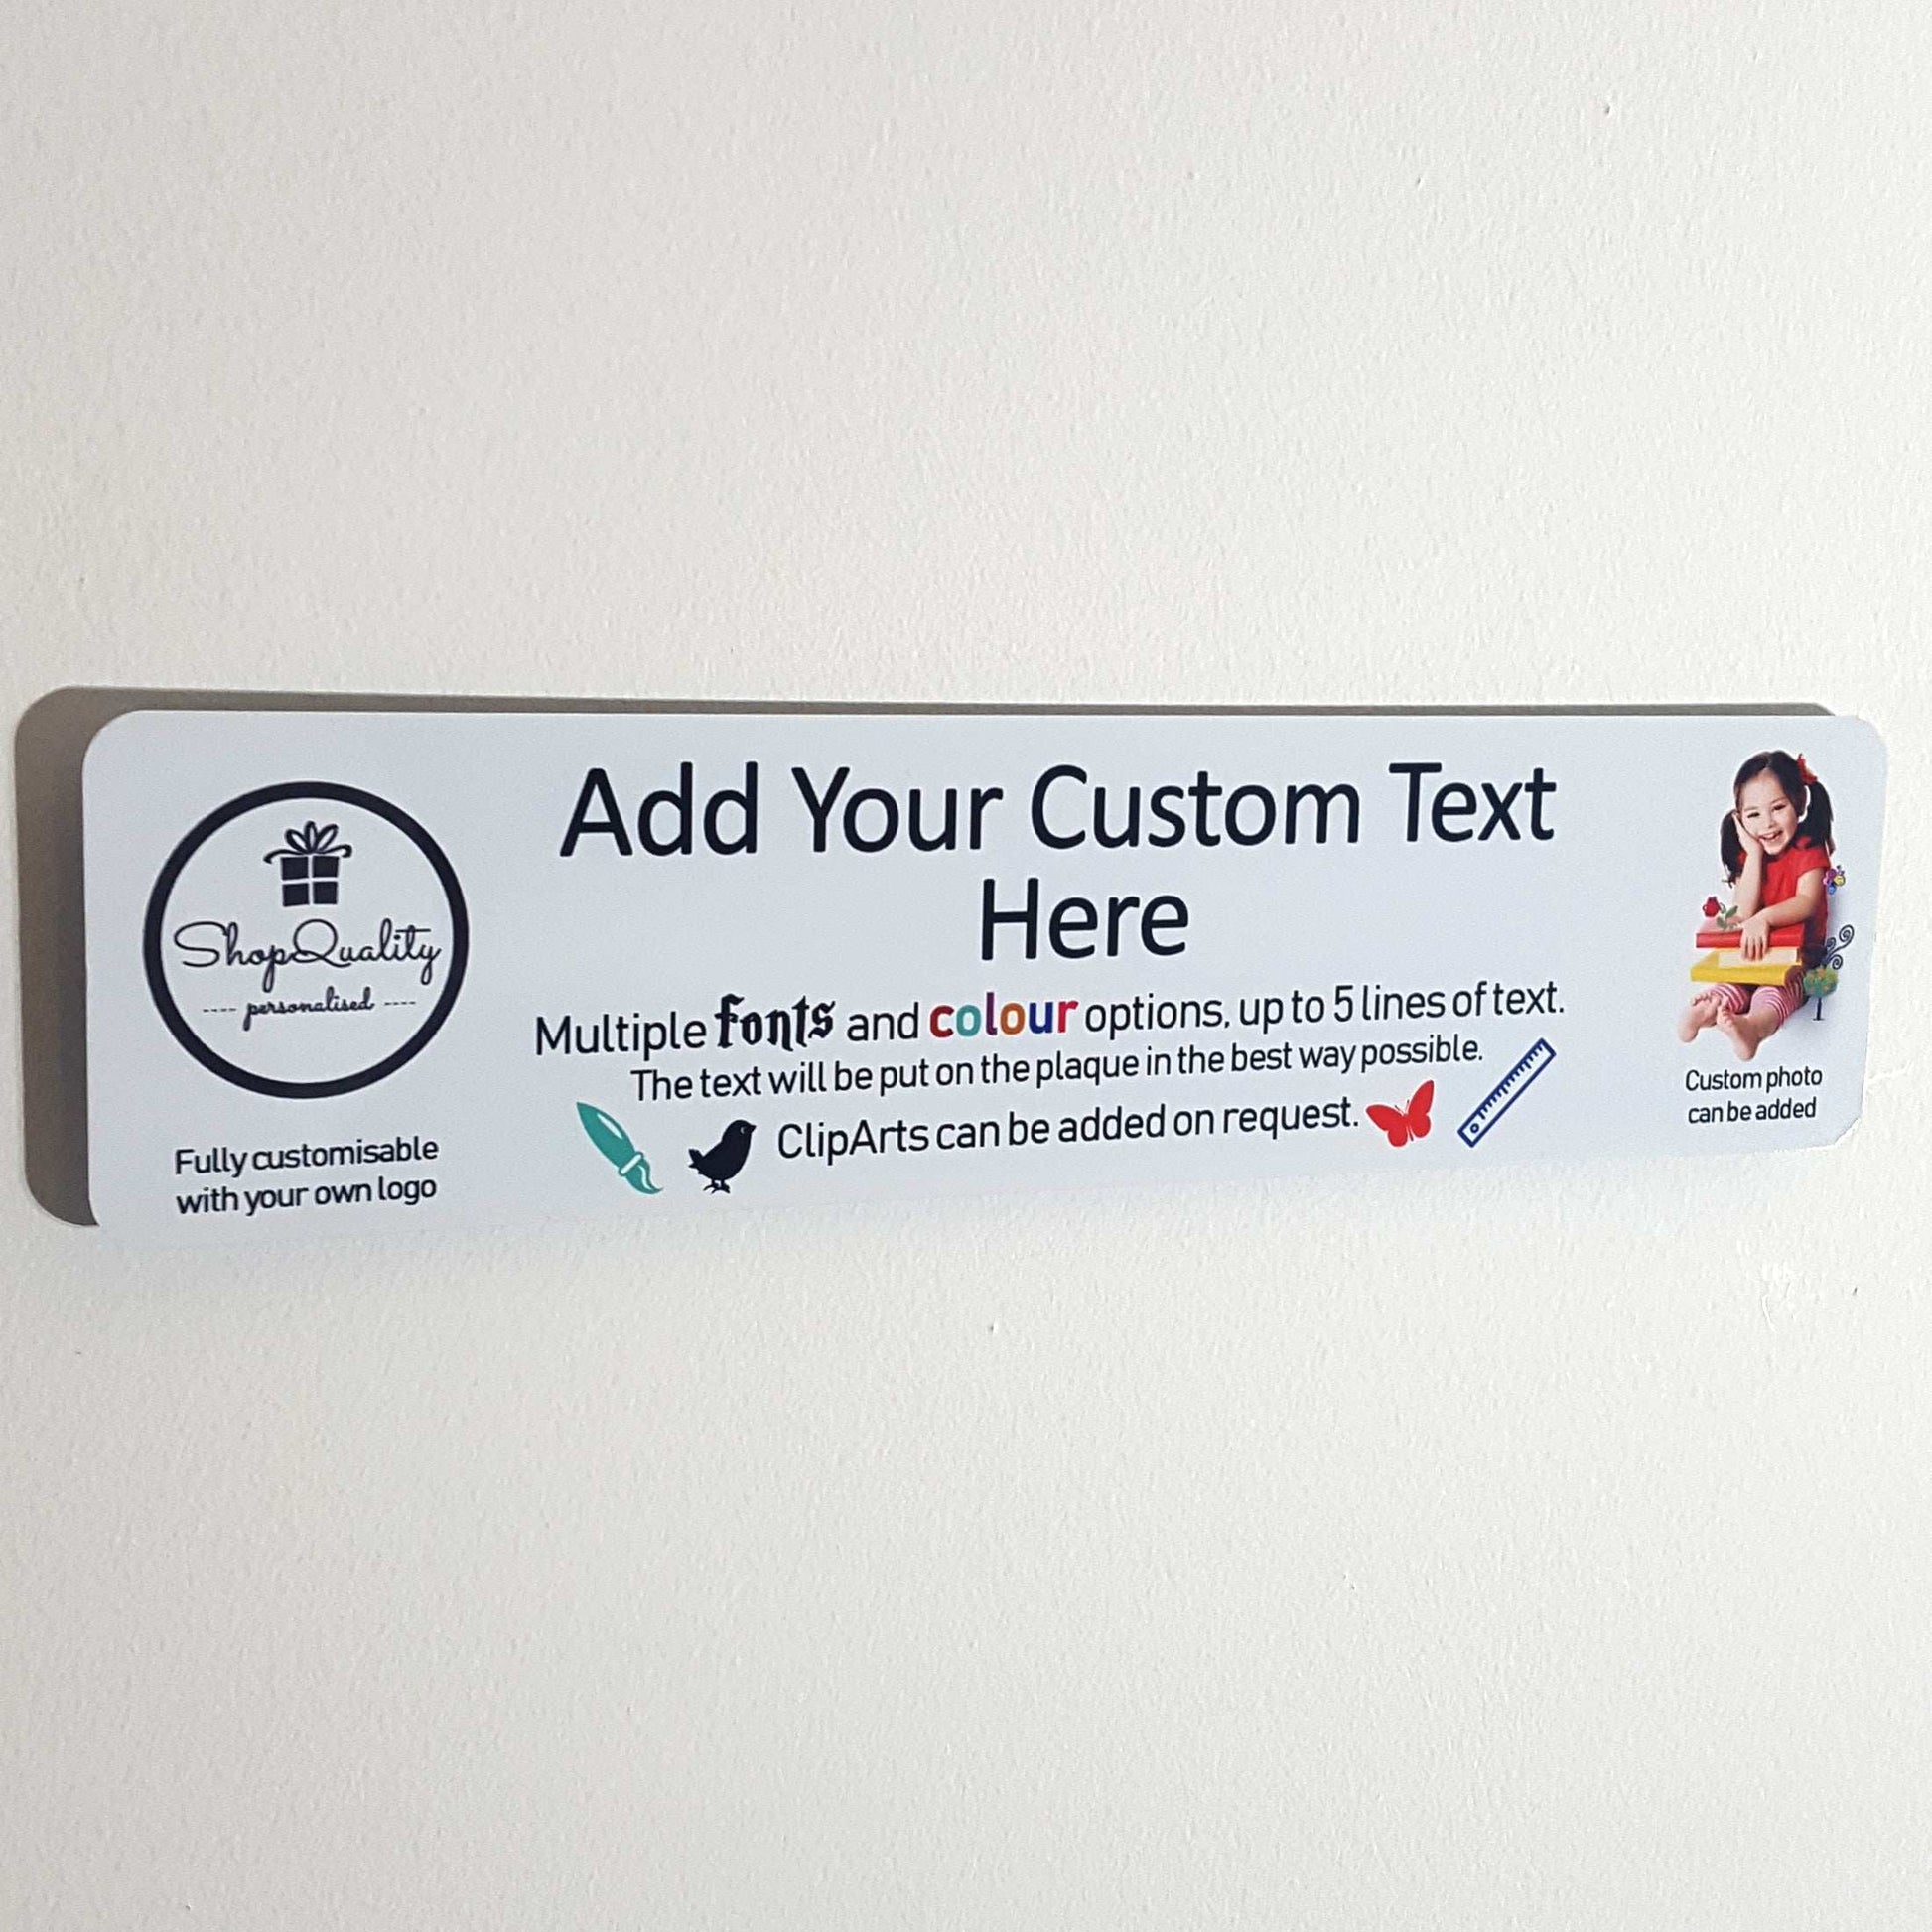 Add Your Custom Text
Here
ShopQuality
---- personalised ----
Multiple fonts and colour options, up to 5 lines of text.
The text will be put on the plaque in the best way possible.
ClipArts can be added on request.
Fully customisable
with your own logo
Custom photo
can be added